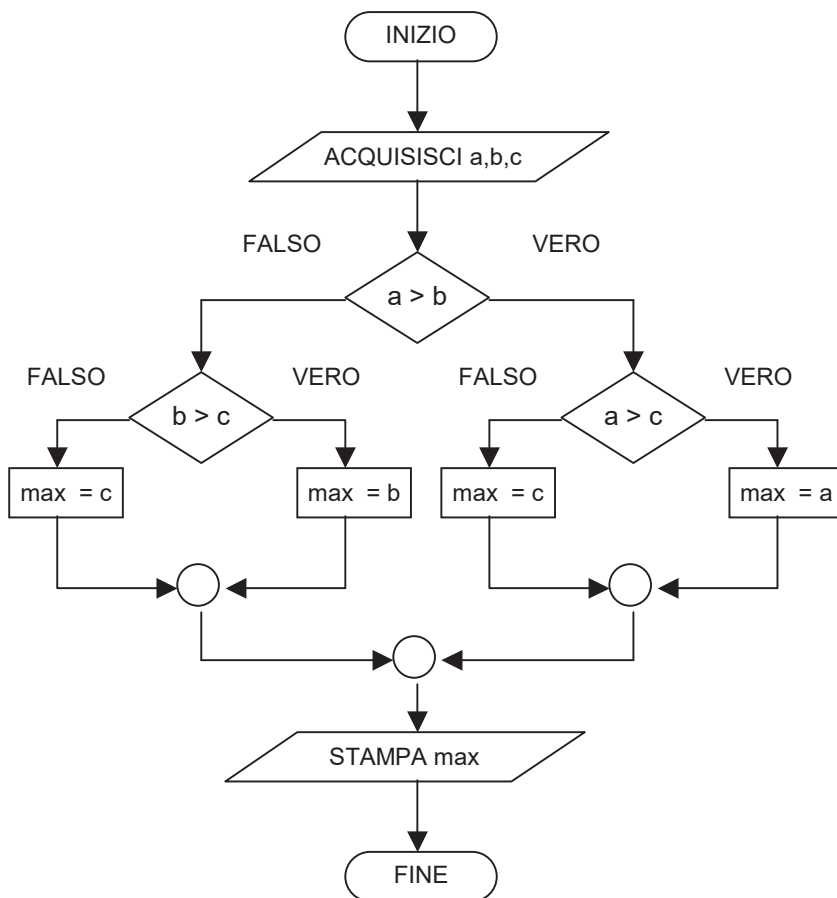 INIZIO
ACQUISISCI a,b,c
FALSO VERO
a > b
FALSO VERO FALSO VERO
b > c a > c
max = c max = b max = c max = a
STAMPA max
FINE